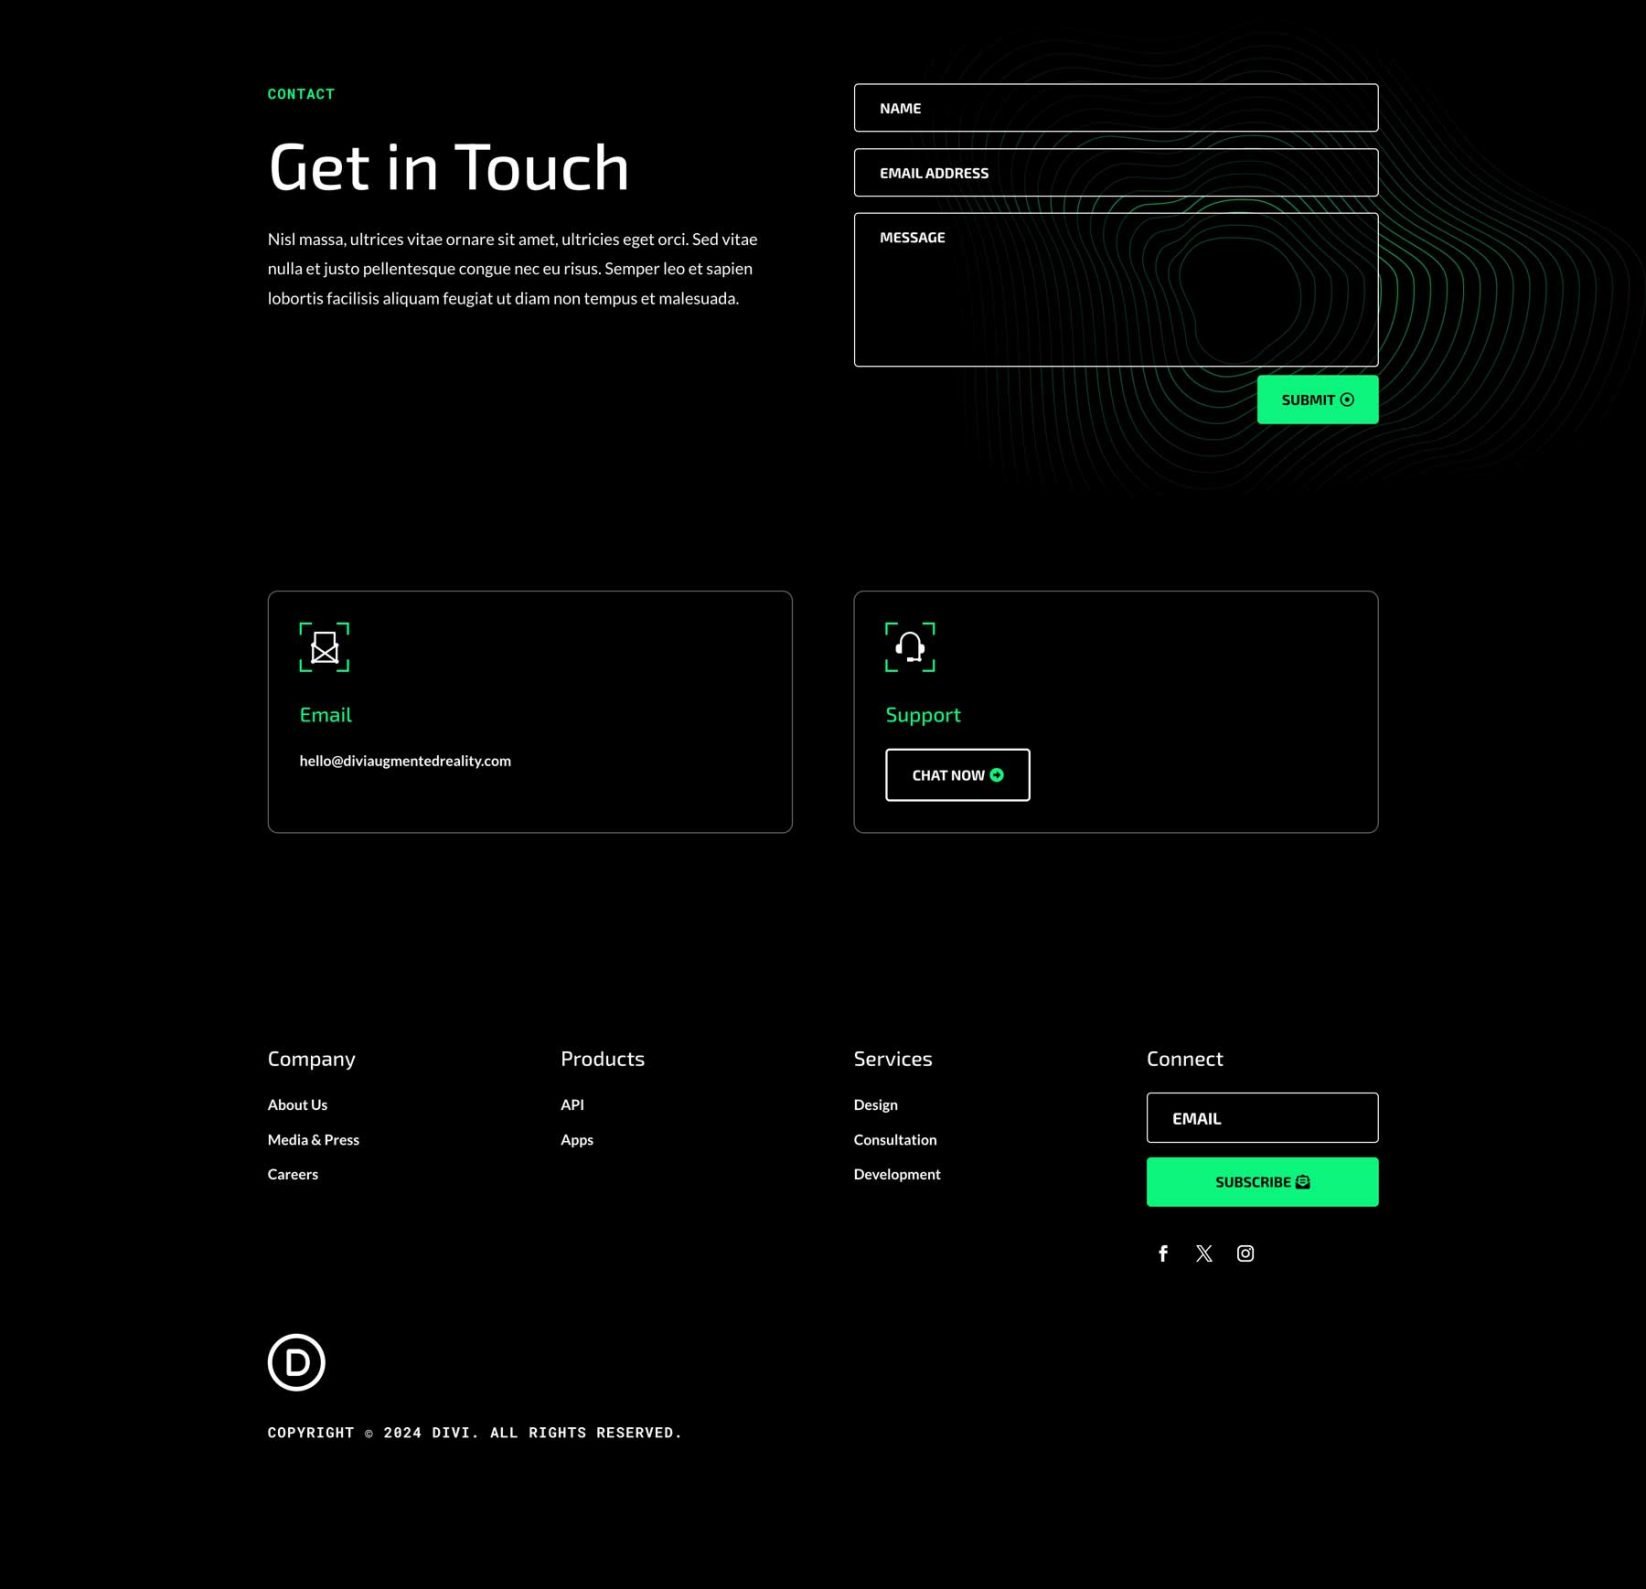 CONTACT
Get in Touch
Nisl massa, ultrices vitae ornare sit amet, ultricies eget orci. Sed vitae
nulla et justo pellentesque congue nec eu risus. Semper leo et sapien
lobortis facilisis aliquam feugiat ut diam non tempus et malesuada.
NAME
EMAIL ADDRESS
MESSAGE
SUBMIT
Email
hello@diviaugmentedreality.com
Support
CHAT NOW
Company
About Us
Media & Press
Careers
Products
API
Apps
Services
Design
Consultation
Development
Connect
EMAIL
SUBSCRIBE
D
COPYRIGHT © 2024 DIVI. ALL RIGHTS RESERVED.